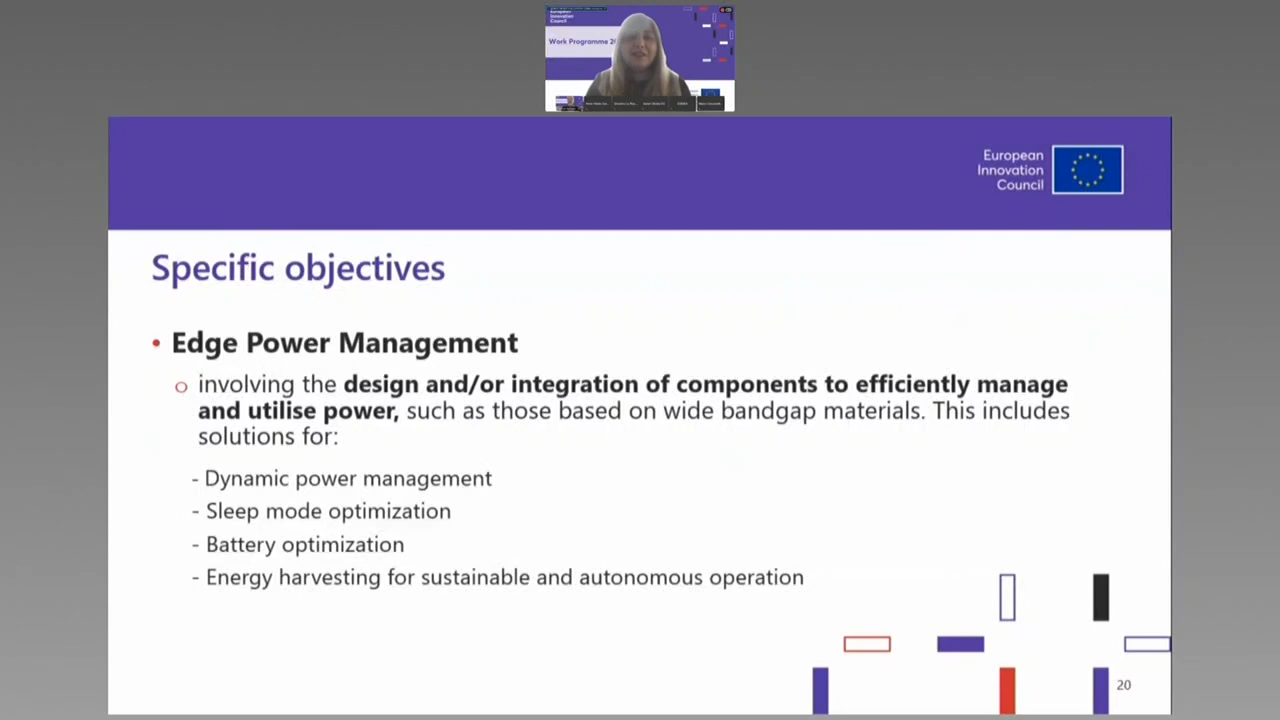 European
Innovation
Council
Work Programme 20
European
Innovation
Council
Specific objectives
• Edge Power Management
o involving the design and/or integration of components to efficiently manage
and utilise power, such as those based on wide bandgap materials. This includes
solutions for:
- Dynamic power management
- Sleep mode optimization
- Battery optimization
- Energy harvesting for sustainable and autonomous operation
20